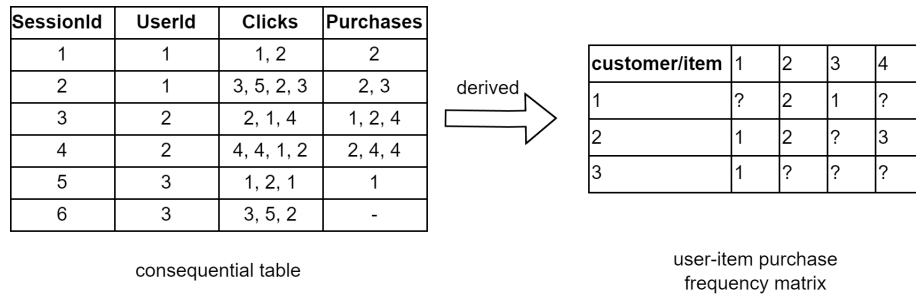 SessionId UserId Clicks Purchases
1 1 1, 2 2
2 1 3, 5, 2, 3 2, 3
3 2 2, 1, 4 1, 2, 4
4 2 4, 4, 1, 2 2, 4, 4
5 3 1, 2, 1 1
6 3 3, 5, 2 -
consequential table
derived
customer/item 1 2 3 4
1 ? 2 1 ?
2 1 2 ? 3
3 1 ? ? ?
user-item purchase
frequency matrix